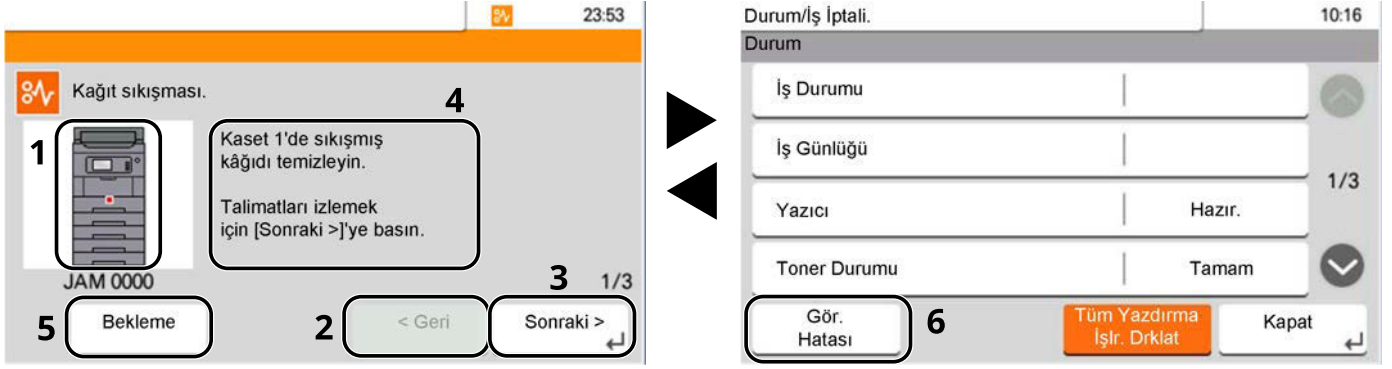 23:53
Kağıt sıkışması.
1
4
Kaset 1'de sıkışmış
kâğıdı temizleyin.
Talimatları izlemek
için [Sonraki >]'ye basın.
JAM 0000
3
1/3
5
Bekleme
2
< Geri
Sonraki >
Durum/İş İptali.
10:16
Durum
İş Durumu
İş Günlüğü
1/3
Yazıcı
Hazır.
Toner Durumu
Tamam
Gör.
Hatası
6
Tüm Yazdırma
İşlr. Drklat
Kapat